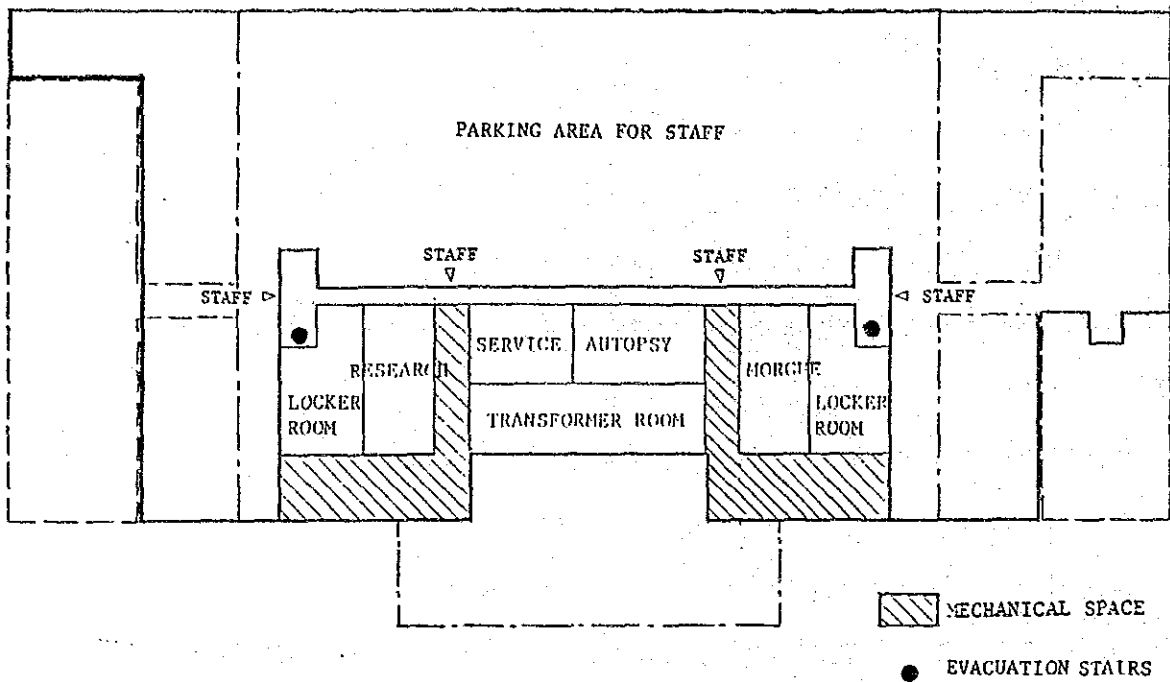 PARKING AREA FOR STAFF
STAFF
STAFF
STAFF
STAFF
SERVICE
AUTOPSY
RESEARCH
MORGUE
LOCKER
ROOM
TRANSFORMER ROOM
LOCKER
ROOM
MECHANICAL SPACE
EVACUATION STAIRS